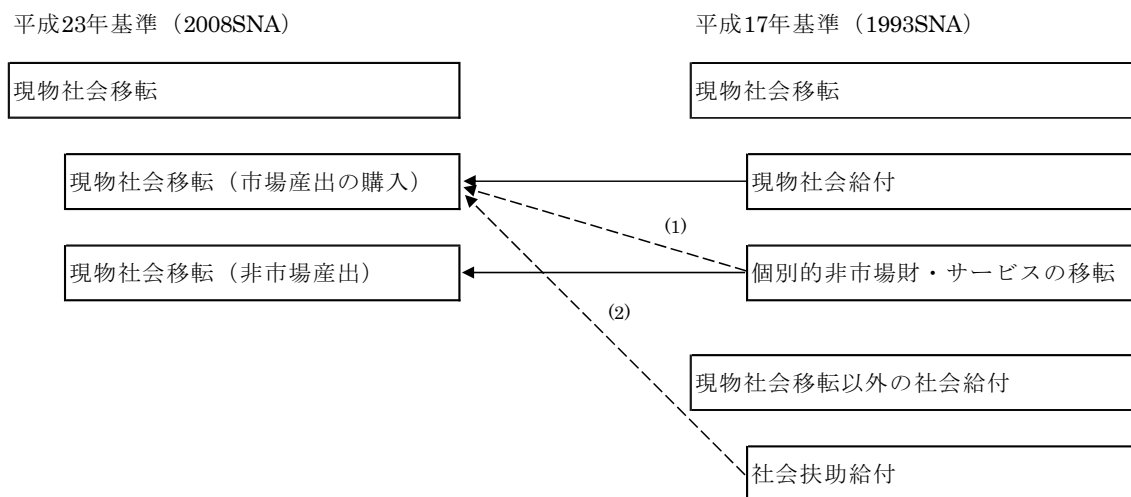 平成23年基準（2008SNA）
平成17年基準（1993SNA）
現物社会移転
現物社会移転
現物社会移転（市場産出の購入）
現物社会給付
(1)
現物社会移転（非市場産出）
個別的非市場財・サービスの移転
(2)
現物社会移転以外の社会給付
社会扶助給付